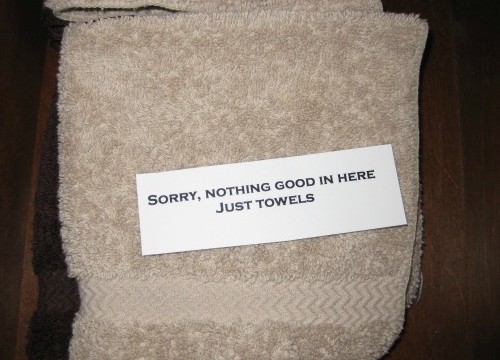 Sorry, nothing good in here
Just towels